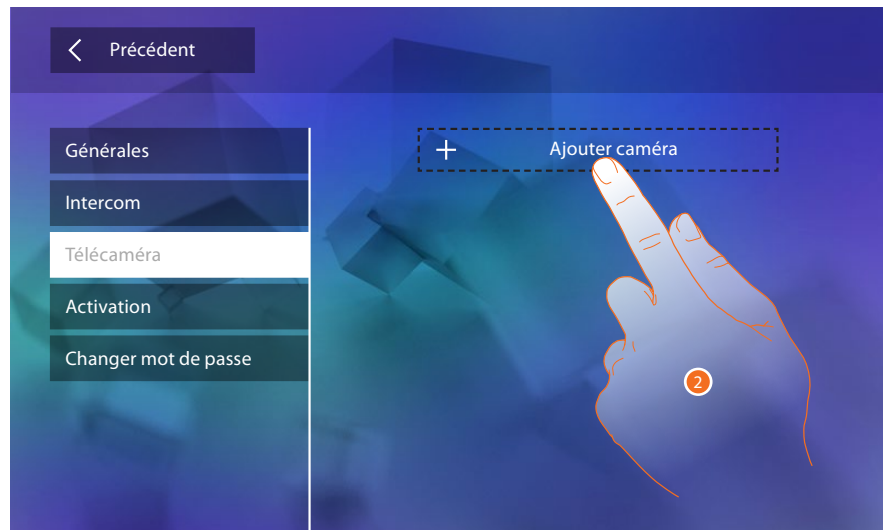 Précédent
Générales
Intercom
Télécaméra
Activation
Changer mot de passe
+ Ajouter caméra
2